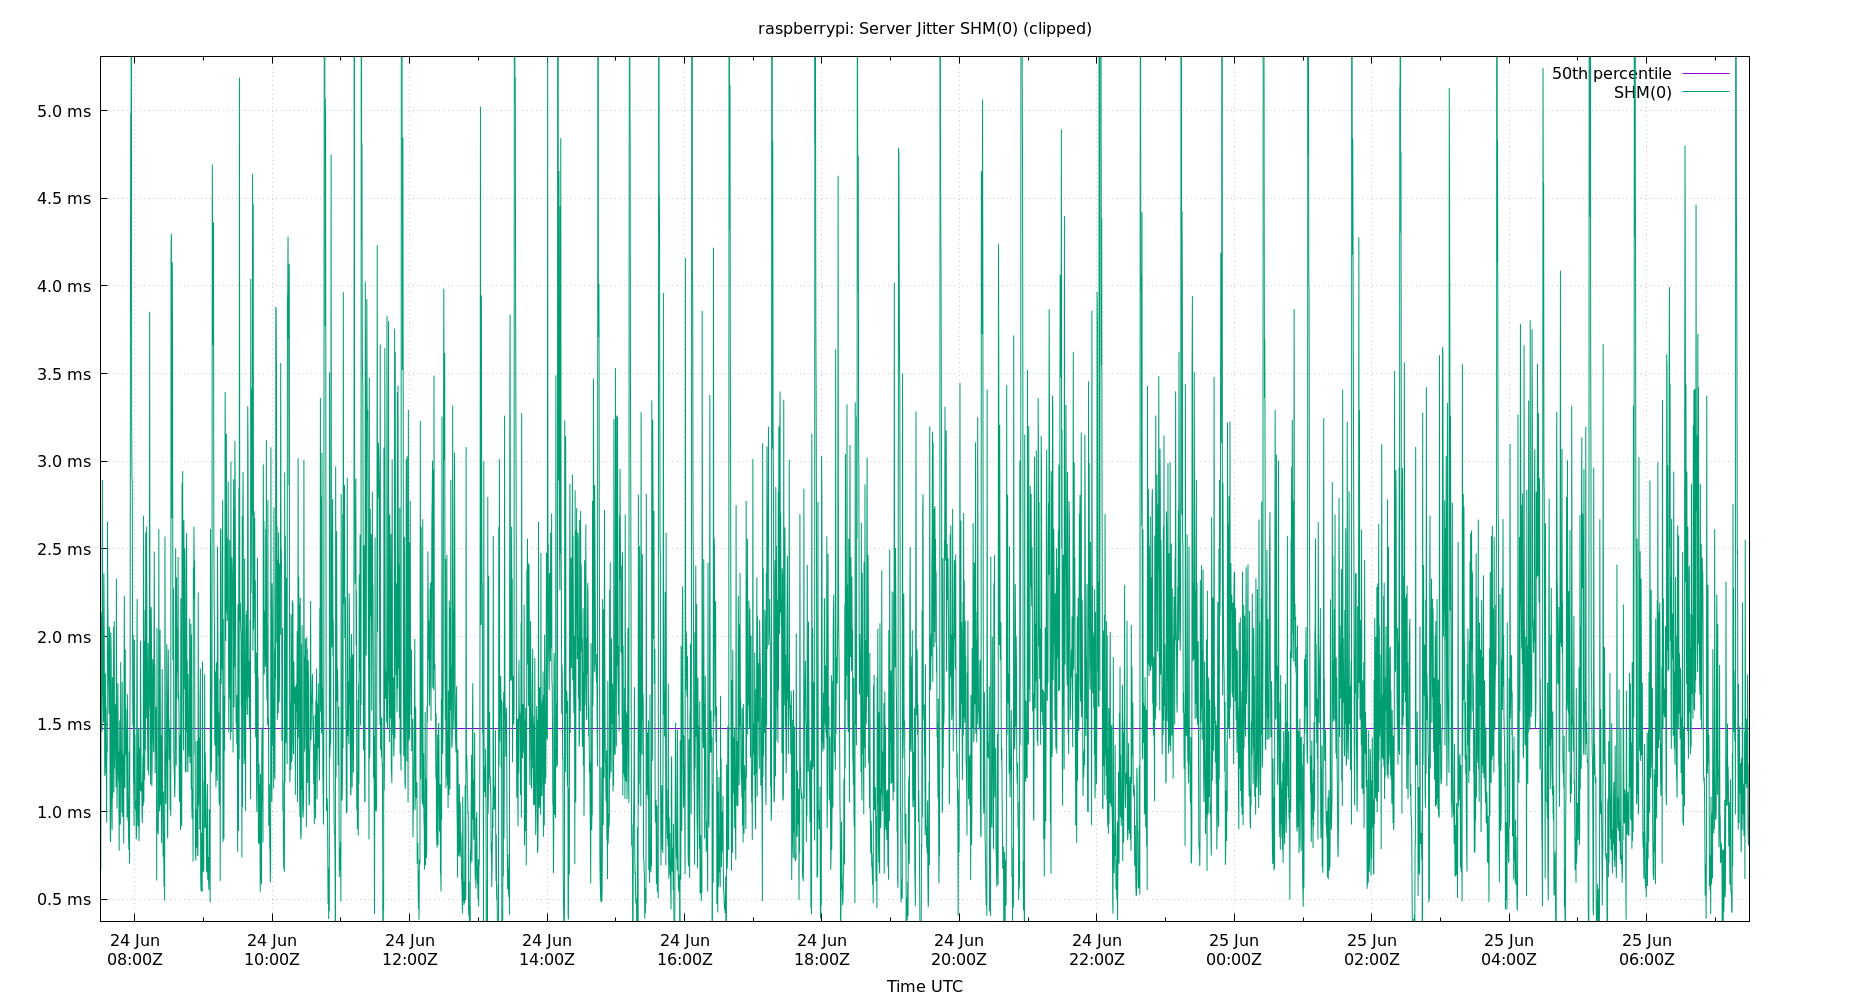 raspberrypi: Server Jitter SHM(0) (clipped)
50th percentile
SHM(0)
5.0 ms
4.5 ms
4.0 ms
3.5 ms
3.0 ms
2.5 ms
2.0 ms
1.5 ms
1.0 ms
0.5 ms
24 Jun 24 Jun 24 Jun 24 Jun 24 Jun 24 Jun 24 Jun 24 Jun 25 Jun 25 Jun 25 Jun 25 Jun
08:00Z 10:00Z 12:00Z 14:00Z 16:00Z 18:00Z 20:00Z 22:00Z 00:00Z 02:00Z 04:00Z 06:00Z
Time UTC